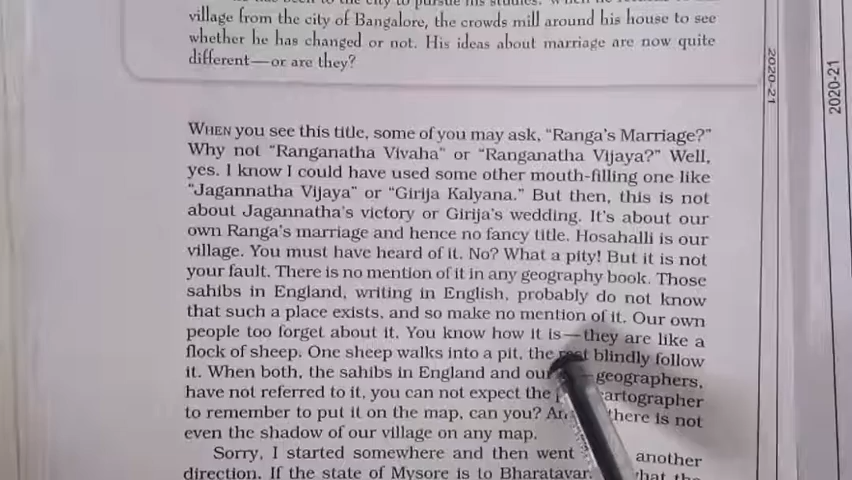 village from the city of Bangalore, the crowds mill around his house to see
whether he has changed or not. His ideas about marriage are now quite
different—or are they?
2020-21
2020-21
WHEN you see this title, some of you may ask, “Ranga’s Marriage?”
Why not “Ranganatha Vivaha” or “Ranganatha Vijaya?” Well,
yes. I know I could have used some other mouth-filling one like
“Jagannatha Vijaya” or “Girija Kalyana.” But then, this is not
about Jagannatha’s victory or Girija’s wedding. It’s about our
own Ranga’s marriage and hence no fancy title. Hosahalli is our
village. You must have heard of it. No? What a pity! But it is not
your fault. There is no mention of it in any geography book. Those
sahibs in England, writing in English, probably do not know
that such a place exists, and so make no mention of it. Our own
people too forget about it. You know how it is—they are like a
flock of sheep. One sheep walks into a pit, the rest blindly follow
it. When both, the sahibs in England and our geographers,
have not referred to it, you can not expect the cartographer
to remember to put it on the map, can you? there is not
even the shadow of our village on any map.
Sorry, I started somewhere and then went another
direction. If the state of Mysore is to Bharatavar the